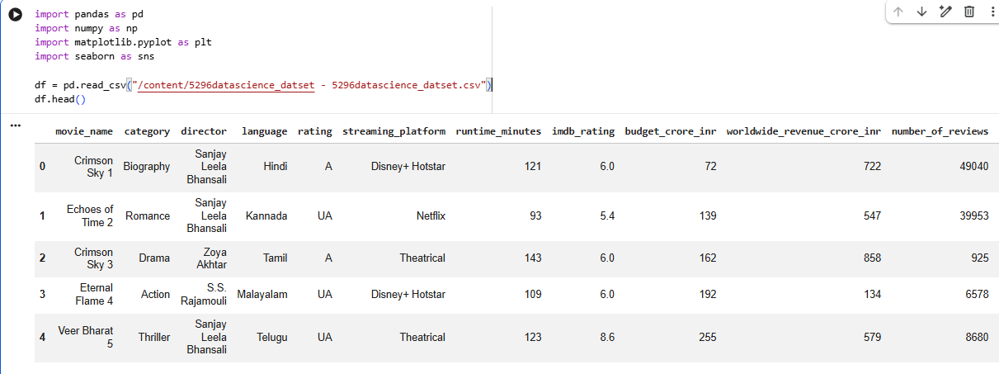 import pandas as pd
import numpy as np
import matplotlib.pyplot as plt
import seaborn as sns
df = pd.read_csv("/content/5296datascience_datset - 5296datascience_datset.csv")
df.head()
movie_name category director language rating streaming_platform runtime_minutes imdb_rating budget_crore_inr worldwide_revenue_crore_inr number_of_reviews
0 Crimson Sky 1 Biography Sanjay Leela Bhansali Hindi A Disney+ Hotstar 121 6.0 72 722 49040
1 Echoes of Time 2 Romance Sanjay Leela Bhansali Kannada UA Netflix 93 5.4 139 547 39953
2 Crimson Sky 3 Drama Zoya Akhtar Tamil A Theatrical 143 6.0 162 858 925
3 Eternal Flame 4 Action S.S. Rajamouli Malayalam UA Disney+ Hotstar 109 6.0 192 134 6578
4 Veer Bharat 5 Thriller Sanjay Leela Bhansali Telugu UA Theatrical 123 8.6 255 579 8680